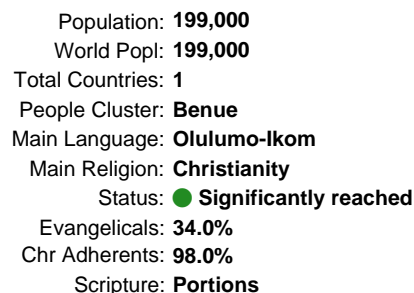 Population: 199,000
World Popl: 199,000
Total Countries: 1
People Cluster: Benue
Main Language: Olulumo-Ikom
Main Religion: Christianity
Status: Significantly reached
Evangelicals: 34.0%
Chr Adherents: 98.0%
Scripture: Portions